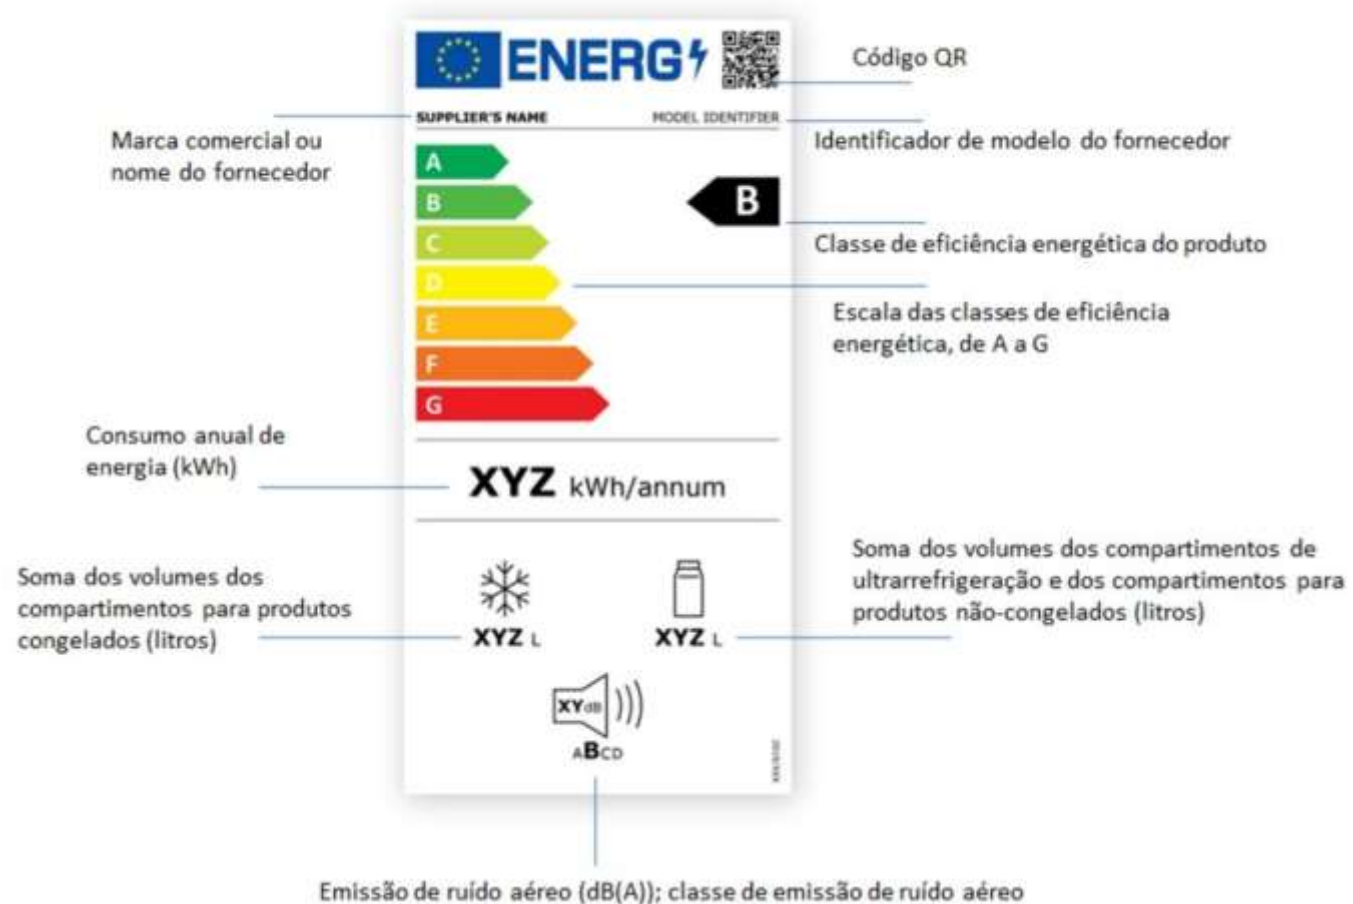 ENERG
Código QR
SUPPLIER'S NAME
MODEL IDENTIFIER
Marca comercial ou
nome do fornecedor
Identificador de modelo do fornecedor
A
B
B
Classe de eficiência energética do produto
C
D
Escala das classes de eficiência
energética, de A a G
E
F
G
Consumo anual de
energia (kWh)
XYZ kWh/annum
Soma dos volumes dos
compartimentos para produtos
congelados (litros)
XYZ L
XYZ L
Soma dos volumes dos compartimentos de
ultrarrefrigeração e dos compartimentos para
produtos não-congelados (litros)
XY dB
ABCD
Emissão de ruído aéreo (dB(A)); classe de emissão de ruído aéreo